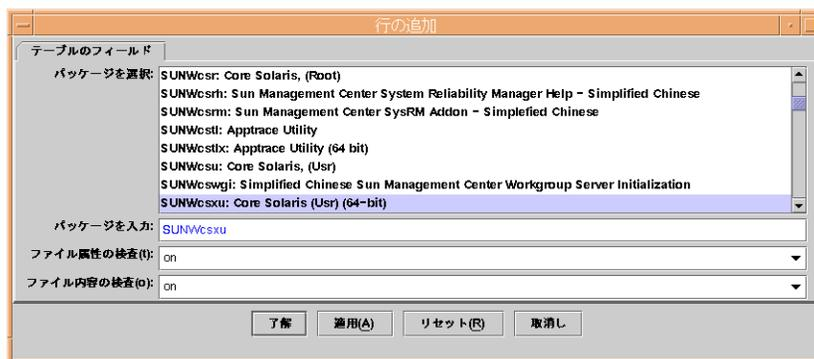 行の追加
テーブルのフィールド
パッケージを選択:
SUNWcsr: Core Solaris, (Root)
SUNWcsrh: Sun Management Center System Reliability Manager Help - Simplified Chinese
SUNWcsrm: Sun Management Center SysRM Addon - Simplefied Chinese
SUNWcstl: Apptrace Utility
SUNWcstlx: Apptrace Utility (64 bit)
SUNWcsu: Core Solaris, (Usr)
SUNWcswgi: Simplified Chinese Sun Management Center Workgroup Server Initialization
SUNWcsxu: Core Solaris (Usr) (64-bit)
パッケージを入力: SUNWcsxu
ファイル属性の検査(t): on
ファイル内容の検査(o): on
了解 適用(A) リセット(R) 取消し